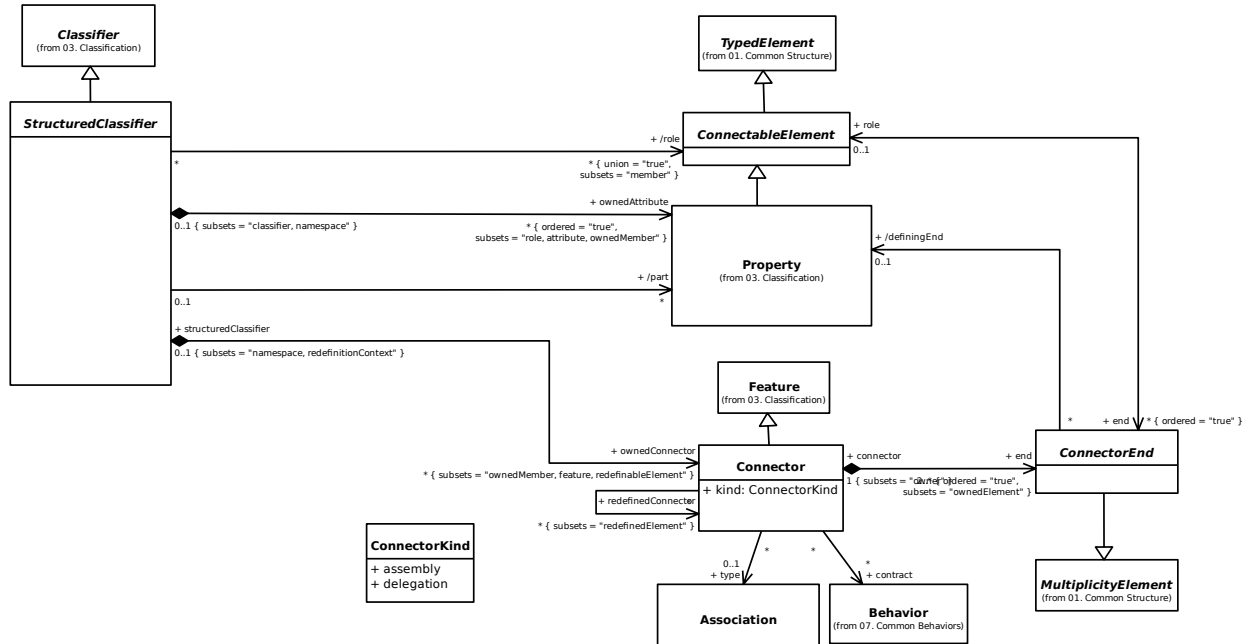 Classifier
(from 03. Classification)
TypedElement
(from 01. Common Structure)
StructuredClassifier
ConnectableElement
+ /role
*
* { union = "true",
subsets = "member" }
+ role
0..1
+ ownedAttribute
0..1 { subsets = "classifier, namespace" }
* { ordered = "true",
subsets = "role, attribute, ownedMember" }
Property
(from 03. Classification)
+ /definingEnd
0..1
+ /part
0..1
*
+ structuredClassifier
0..1 { subsets = "namespace, redefinitionContext" }
Feature
(from 03. Classification)
*
+ end
* { ordered = "true" }
ConnectorEnd
+ ownedConnector
* { subsets = "ownedMember, feature, redefinableElement" }
Connector
+ kind: ConnectorKind
+ connector
1 { subsets = "owner" }
+ end
{ ordered = "true",
subsets = "ownedElement" }
+ redefinedConnector
* { subsets = "redefinedElement" }
ConnectorKind
+ assembly
+ delegation
*
*
0..1
+ type
*
+ contract
Association
Behavior
(from 07. Common Behaviors)
MultiplicityElement
(from 01. Common Structure)